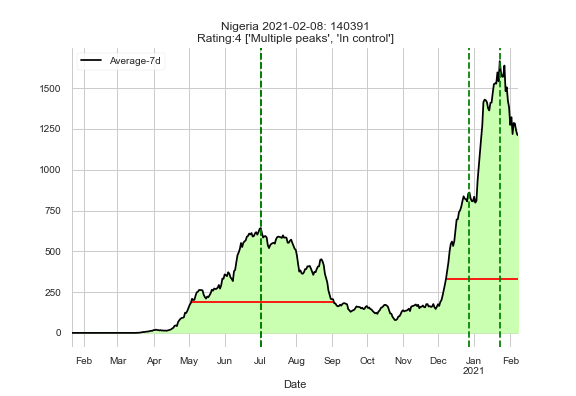 Nigeria 2021-02-08: 140391
Rating:4 ['Multiple peaks', 'In control']
Average-7d
1500
1250
1000
750
500
250
0
Feb Mar Apr May Jun Jul Aug Sep Oct Nov Dec Jan Feb
2021
Date